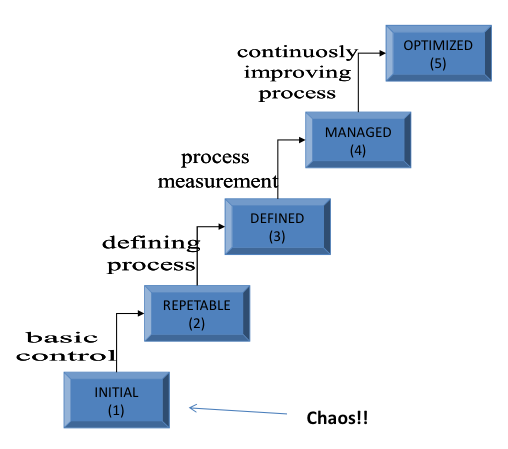 OPTIMIZED
(5)
continuosly
improving
process
MANAGED
(4)
process
measurement
DEFINED
(3)
defining
process
REPETABLE
(2)
basic
control
INITIAL
(1)
Chaos!!